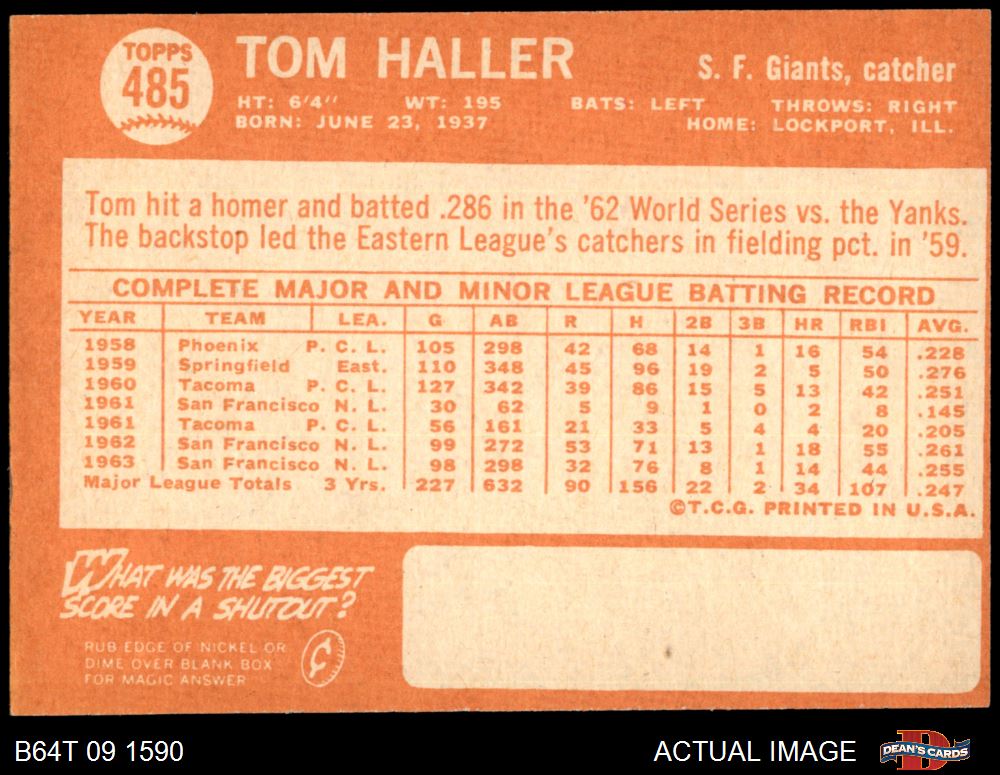 TOPPS
485
TOM HALLER
S. F. Giants, catcher
HT: 6'4" WT: 195 BATS: LEFT THROWS: RIGHT
BORN: JUNE 23, 1937 HOME: LOCKPORT, ILL.
Tom hit a homer and batted .286 in the '62 World Series vs. the Yanks.
The backstop led the Eastern League's catchers in fielding pct. in '59.
COMPLETE MAJOR AND MINOR LEAGUE BATTING RECORD
YEAR TEAM LEA. G AB R H 2B 3B HR RBI AVG.
1958 Phoenix P. C. L. 105 298 42 68 14 1 16 54 .228
1959 Springfield East. 110 348 45 96 19 2 5 50 .276
1960 Tacoma P. C. L. 127 342 39 86 15 5 13 42 .251
1961 San Francisco N. L. 30 62 5 9 1 0 2 8 .145
1961 Tacoma P. C. L. 56 161 21 33 5 4 4 20 .205
1962 San Francisco N. L. 99 272 53 71 13 1 18 55 .261
1963 San Francisco N. L. 98 298 32 76 8 1 14 44 .255
Major League Totals 3 Yrs. 227 632 90 156 22 2 34 107 .247
©T.C.G. PRINTED IN U.S.A.
WHAT WAS THE BIGGEST
SCORE IN A SHUTOUT?
RUB EDGE OF NICKEL OR
DIME OVER BLANK BOX
FOR MAGIC ANSWER
¢
B64T 09 1590
ACTUAL IMAGE
D
DEAN'S CARDS